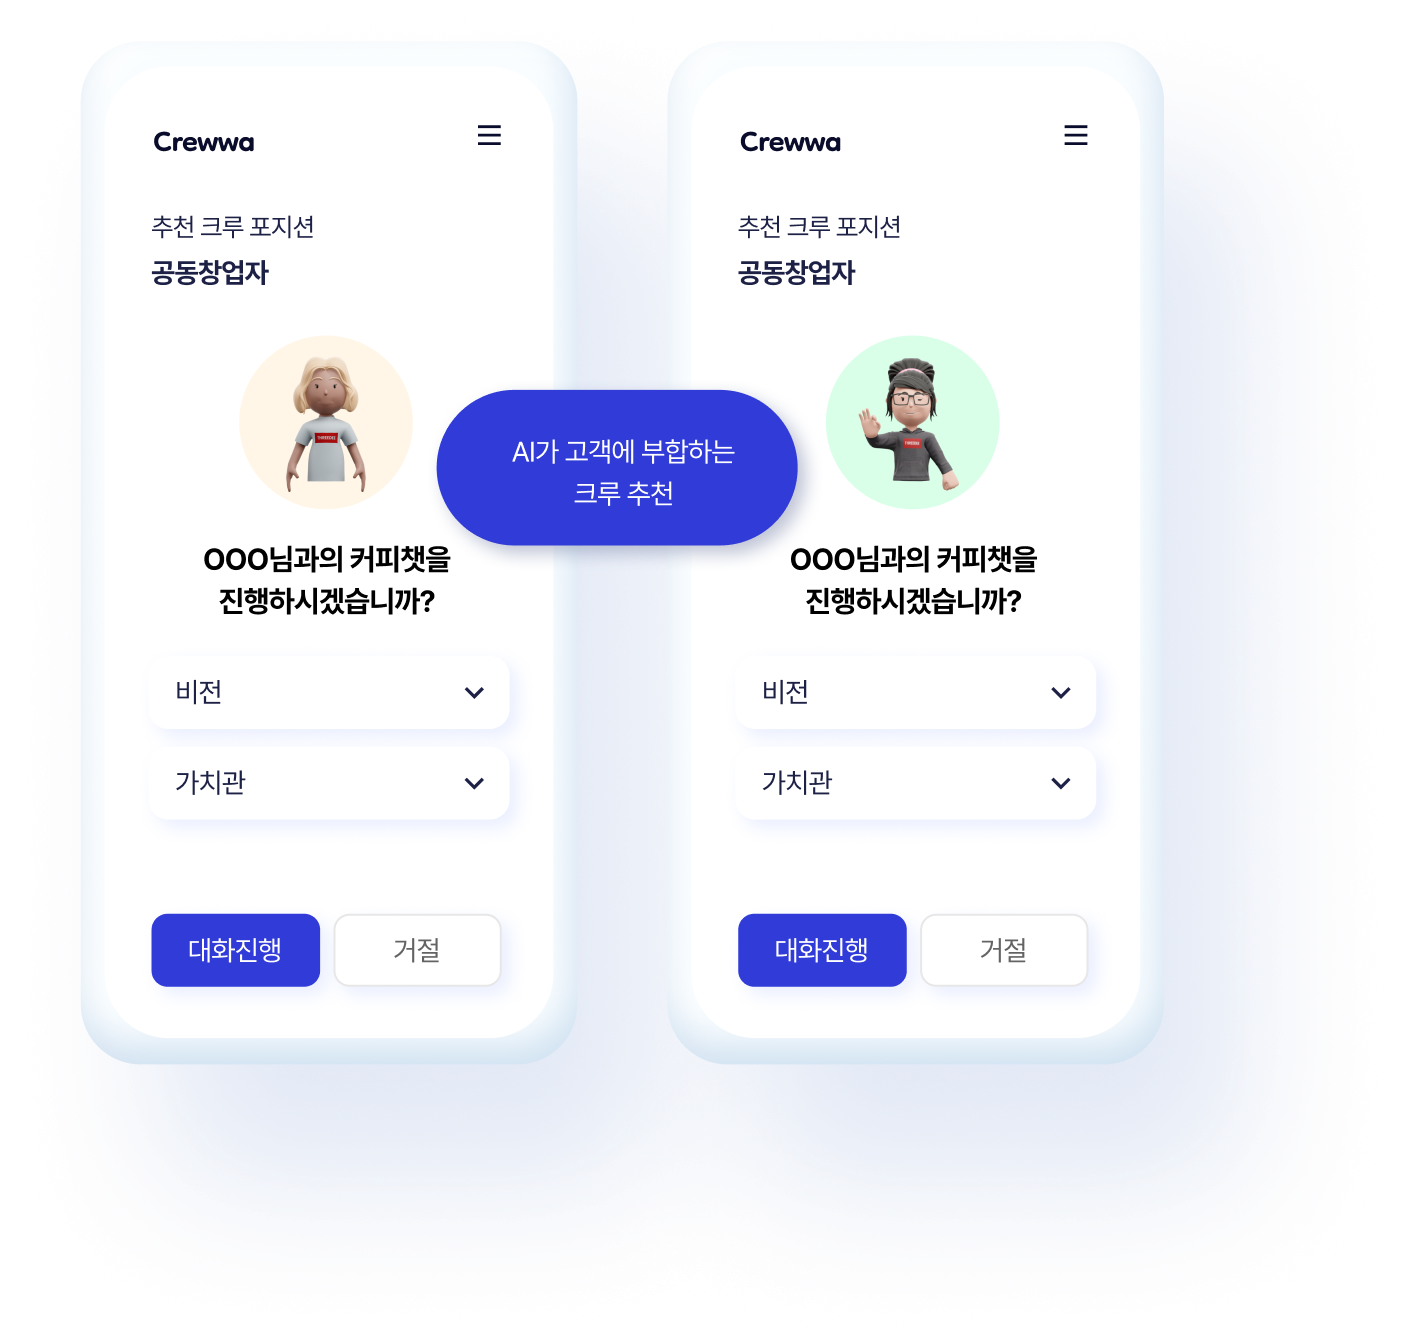 Crewwa
추천 크루 포지션
공동창업자
OOO님과의 커피챗을
진행하시겠습니까?
비전
가치관
대화진행
거절
AI가 고객에 부합하는
크루 추천
Crewwa
추천 크루 포지션
공동창업자
OOO님과의 커피챗을
진행하시겠습니까?
비전
가치관
대화진행
거절